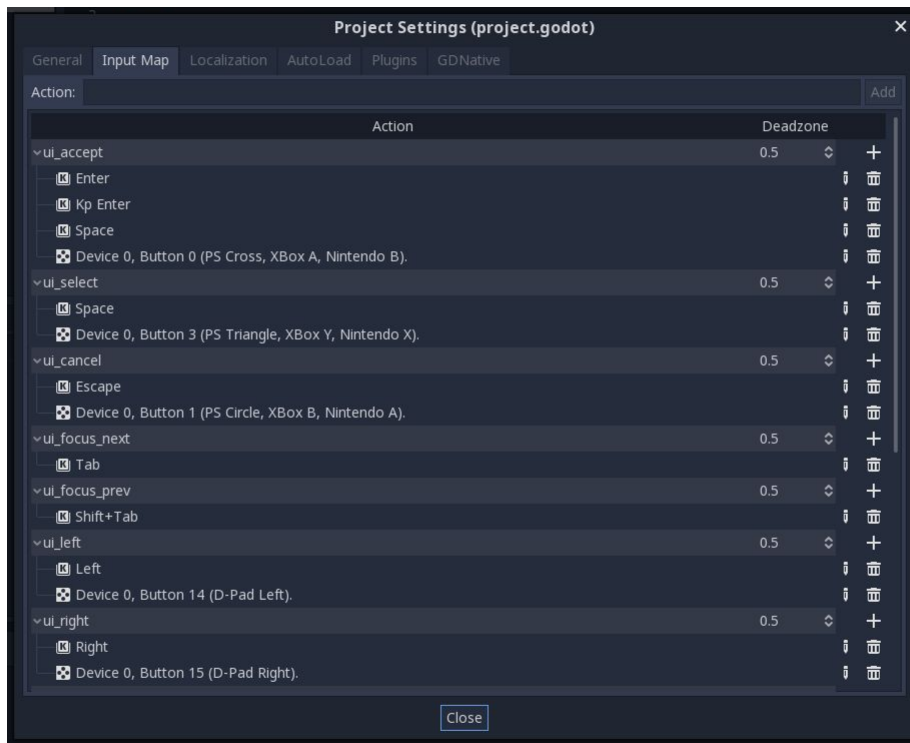 Project Settings (project.godot)
General Input Map Localization AutoLoad Plugins GDNative
Action: Add
Action Deadzone
ui_accept 0.5
Enter
Kp Enter
Space
Device 0, Button 0 (PS Cross, XBox A, Nintendo B).
ui_select 0.5
Space
Device 0, Button 3 (PS Triangle, XBox Y, Nintendo X).
ui_cancel 0.5
Escape
Device 0, Button 1 (PS Circle, XBox B, Nintendo A).
ui_focus_next 0.5
Tab
ui_focus_prev 0.5
Shift+Tab
ui_left 0.5
Left
Device 0, Button 14 (D-Pad Left).
ui_right 0.5
Right
Device 0, Button 15 (D-Pad Right).
Close